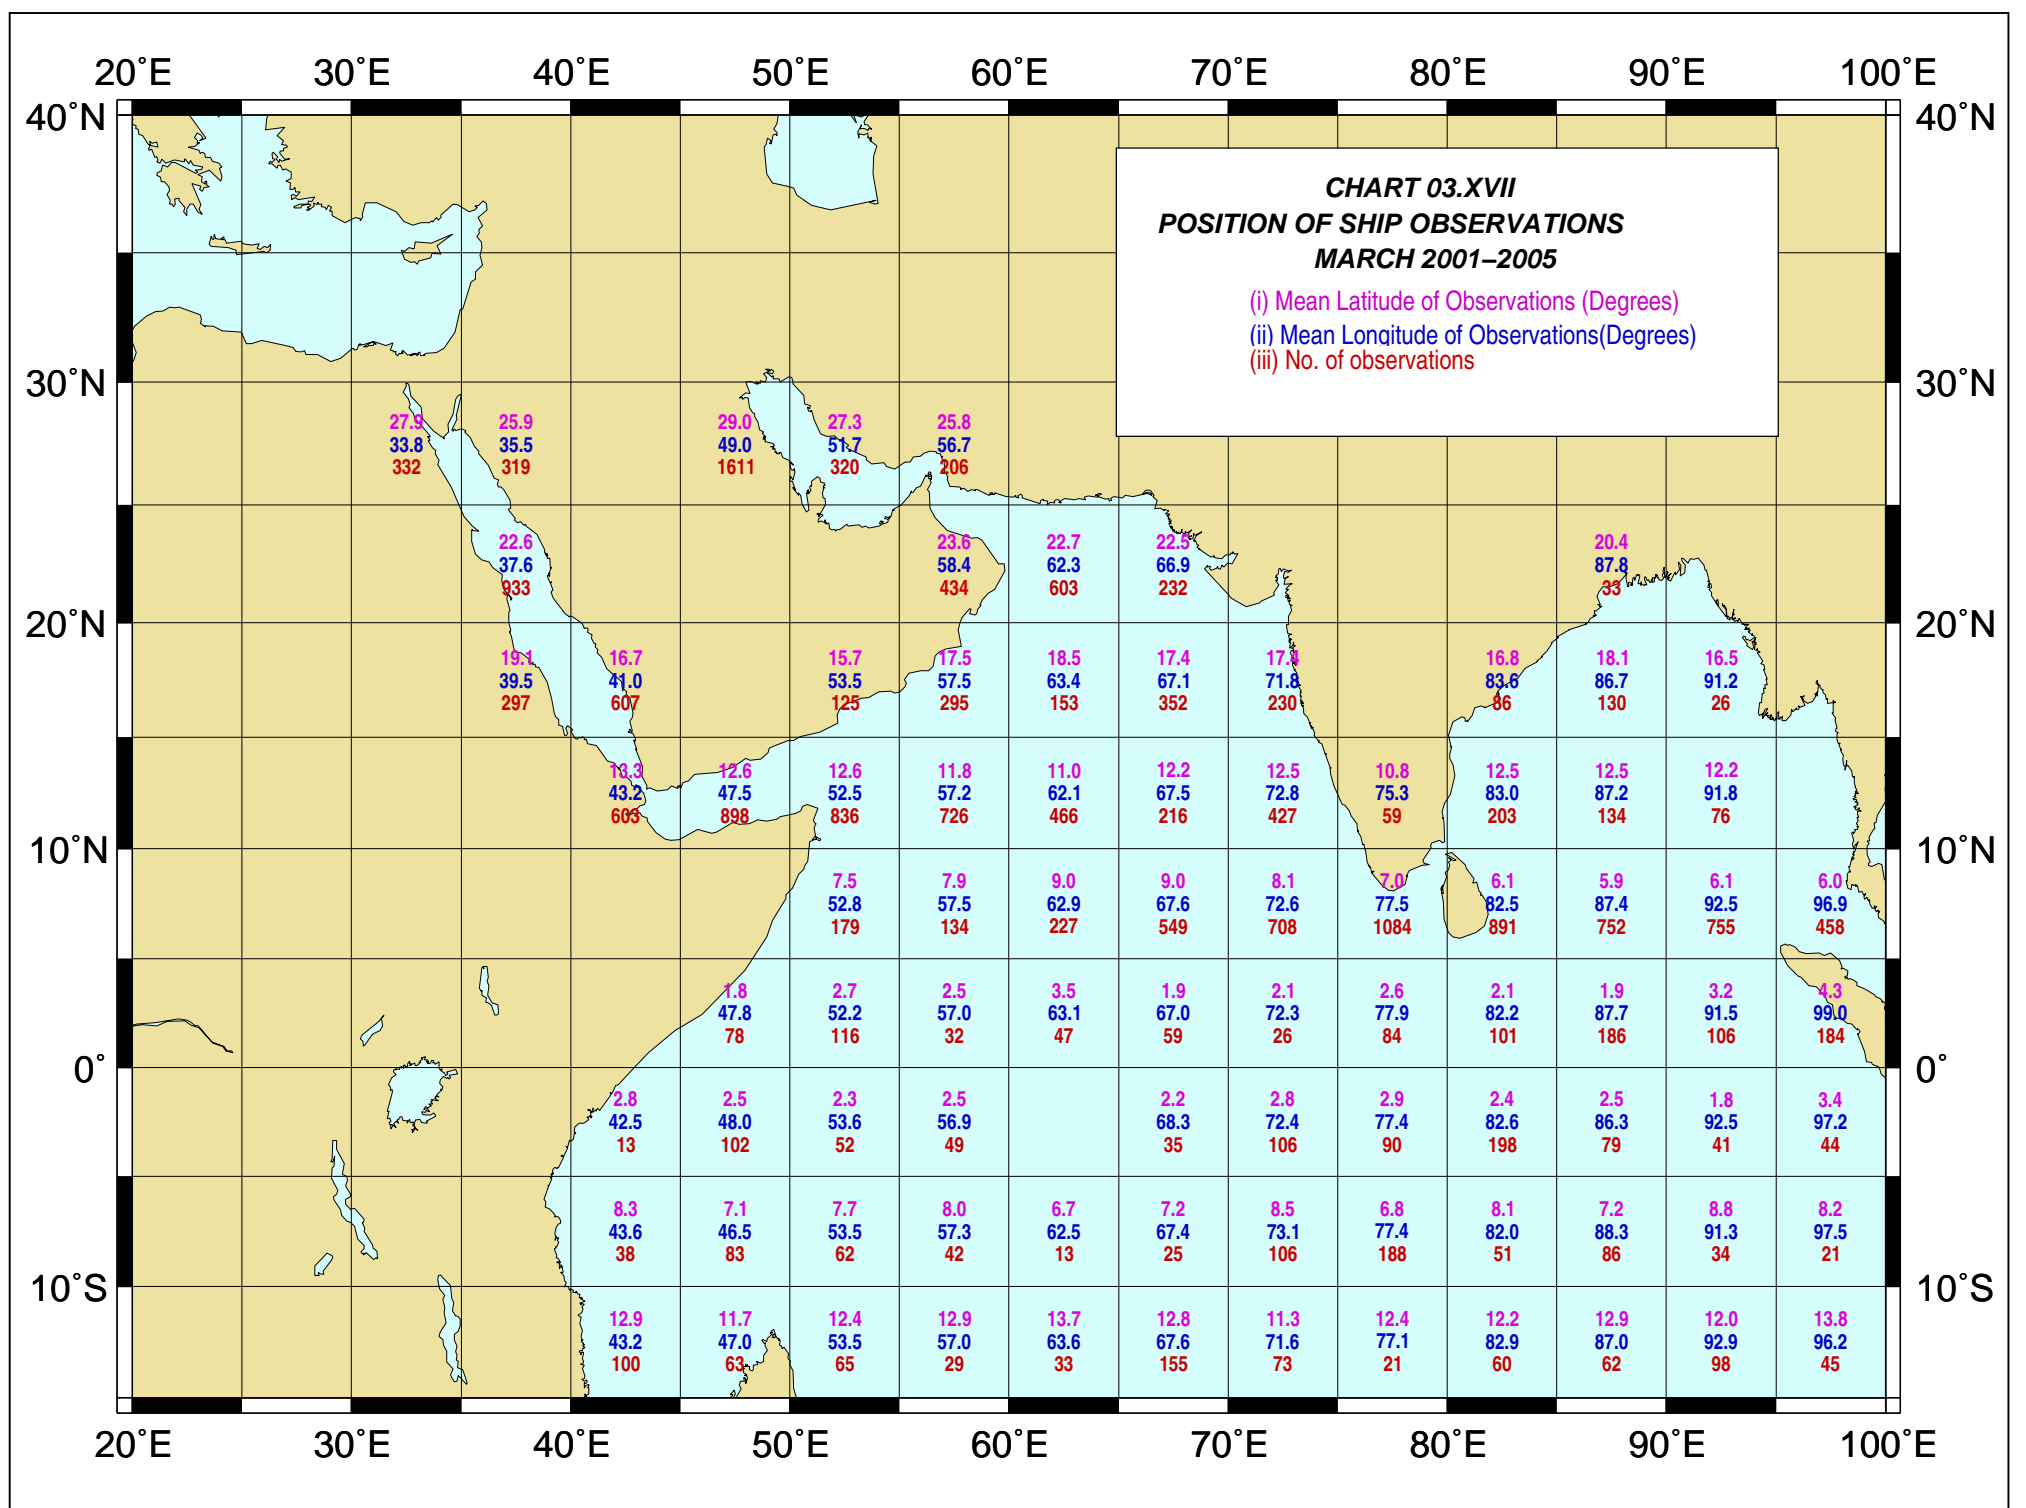 20°E 30°E 40°E 50°E 60°E 70°E 80°E 90°E 100°E
40°N 40°N
CHART 03.XVII
POSITION OF SHIP OBSERVATIONS
MARCH 2001–2005
(i) Mean Latitude of Observations (Degrees)
(ii) Mean Longitude of Observations(Degrees)
(iii) No. of observations
30°N 30°N
27.9 25.9 29.0 27.3 25.8
33.8 35.5 49.0 51.7 56.7
332 319 1611 320 206
22.6 23.6 22.7 22.5 20.4
37.6 58.4 62.3 66.9 87.8
933 434 603 232 33
20°N 20°N
19.1 16.7 15.7 17.5 18.5 17.4 17.4 16.8 18.1 16.5
39.5 41.0 53.5 57.5 63.4 67.1 71.8 83.6 86.7 91.2
297 607 125 295 153 352 230 86 130 26
13.3 12.6 12.6 11.8 11.0 12.2 12.5 10.8 12.5 12.5 12.2
43.2 47.5 52.5 57.2 62.1 67.5 72.8 75.3 83.0 87.2 91.8
603 898 836 726 466 216 427 59 203 134 76
10°N 10°N
7.5 7.9 9.0 9.0 8.1 7.0 6.1 5.9 6.1 6.0
52.8 57.5 62.9 67.6 72.6 77.5 82.5 87.4 92.5 96.9
179 134 227 549 708 1084 891 752 755 458
1.8 2.7 2.5 3.5 1.9 2.1 2.6 2.1 1.9 3.2 4.3
47.8 52.2 57.0 63.1 67.0 72.3 77.9 82.2 87.7 91.5 99.0
78 116 32 47 59 26 84 101 186 106 184
0° 0°
2.8 2.5 2.3 2.5 2.2 2.8 2.9 2.4 2.5 1.8 3.4
42.5 48.0 53.6 56.9 68.3 72.4 77.4 82.6 86.3 92.5 97.2
13 102 52 49 35 106 90 198 79 41 44
8.3 7.1 7.7 8.0 6.7 7.2 8.5 6.8 8.1 7.2 8.8 8.2
43.6 46.5 53.5 57.3 62.5 67.4 73.1 77.4 82.0 88.3 91.3 97.5
38 83 62 42 13 25 106 188 51 86 34 21
10°S 10°S
12.9 11.7 12.4 12.9 13.7 12.8 11.3 12.4 12.2 12.9 12.0 13.8
43.2 47.0 53.5 57.0 63.6 67.6 71.6 77.1 82.9 87.0 92.9 96.2
100 63 65 29 33 155 73 21 60 62 98 45
20°E 30°E 40°E 50°E 60°E 70°E 80°E 90°E 100°E